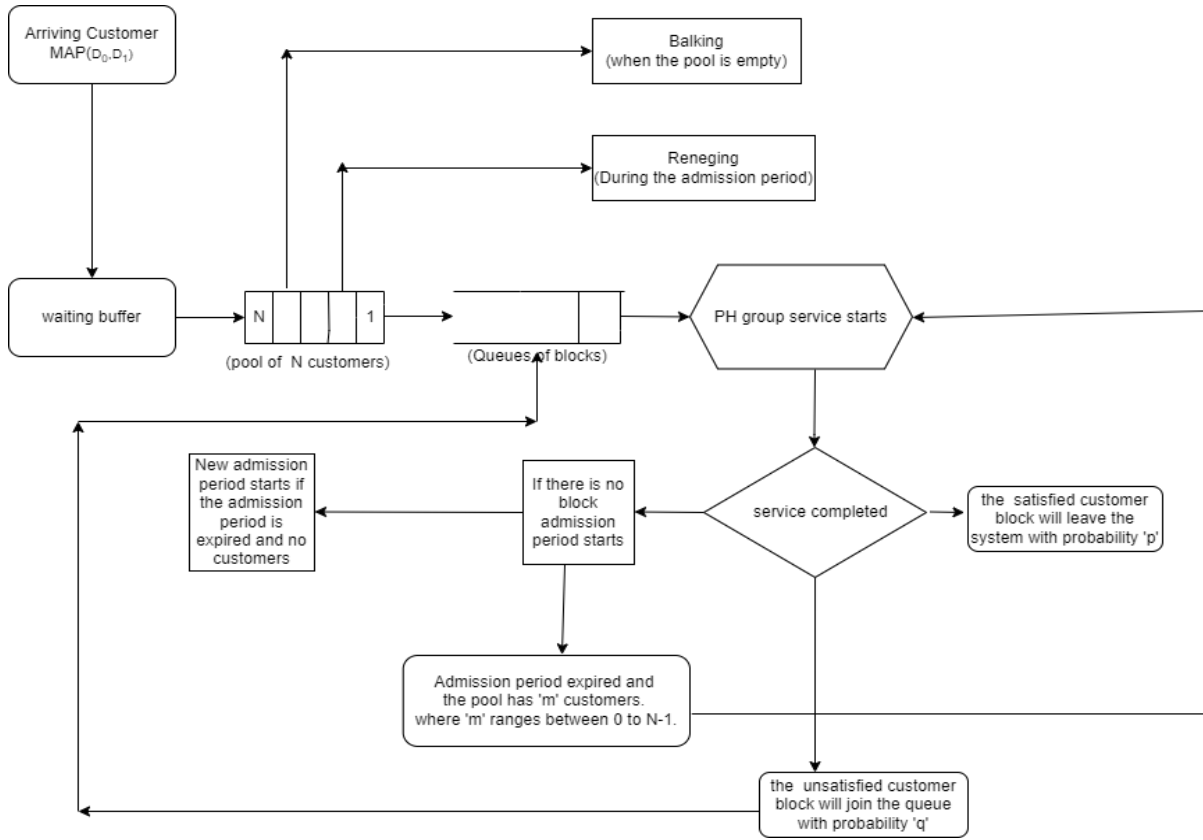 Arriving Customer
MAP(D₀,D₁)
Balking
(when the pool is empty)
Reneging
(During the admission period)
waiting buffer
N
1
(pool of N customers)
(Queues of blocks)
PH group service starts
New admission
period starts if
the admission
period is
expired and no
customers
If there is no
block
admission
period starts
service completed
the satisfied customer
block will leave the
system with probability 'p'
Admission period expired and
the pool has 'm' customers.
where 'm' ranges between 0 to N-1.
the unsatisfied customer
block will join the queue
with probability 'q'